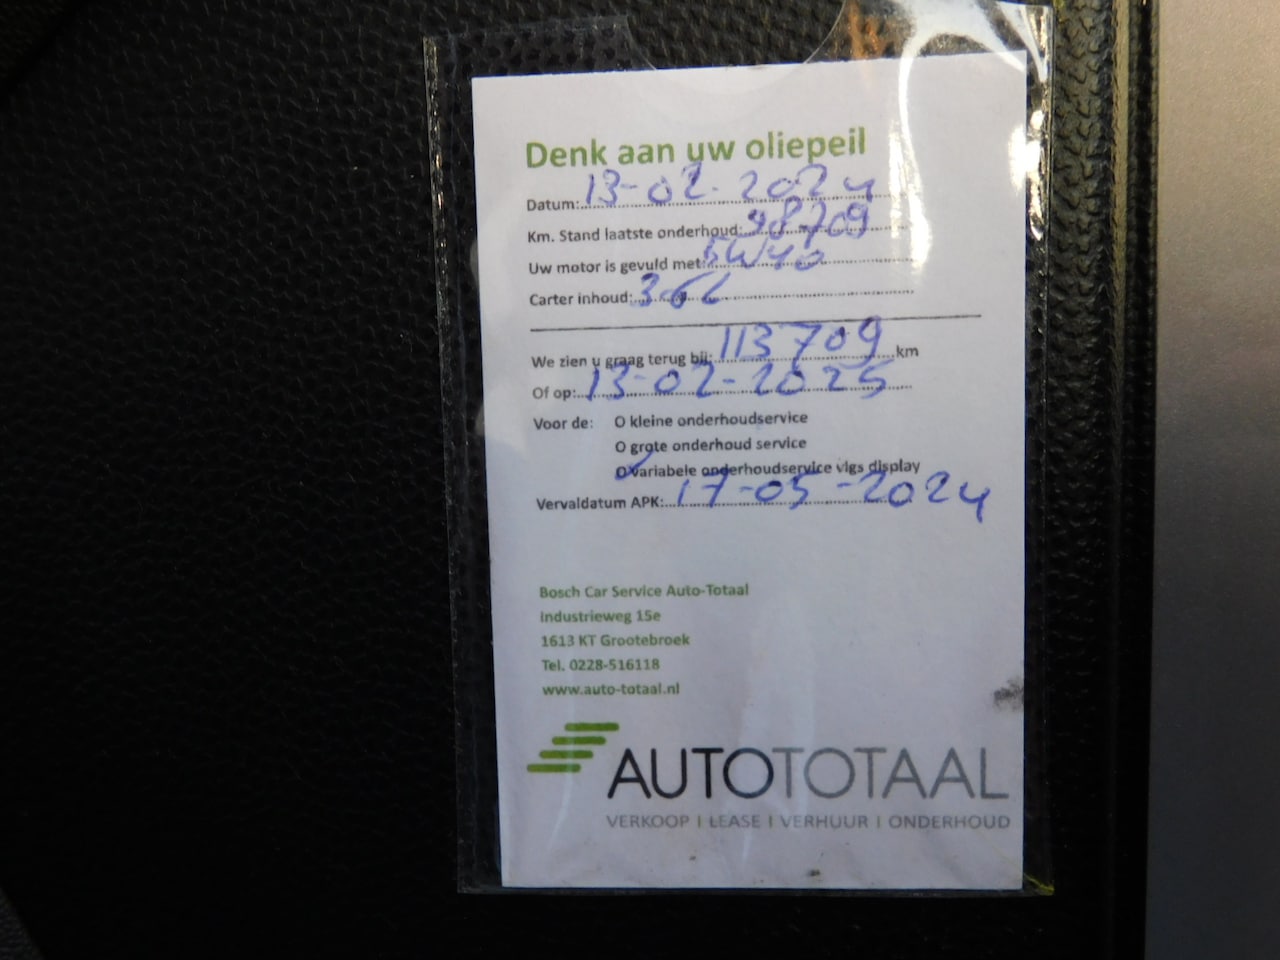 Denk aan uw oliepeil
Datum: 13-02-2024
Km. Stand laatste onderhoud: 98709
Uw motor is gevuld met: 5W40
Carter inhoud: 3.6L
We zien u graag terug bij: 113709 km
Of op: 13-02-2025
Voor de: O kleine onderhoudservice
O grote onderhoud service
O variabele onderhoudservice vlgs display
Vervaldatum APK: 17-05-2024
Bosch Car Service Auto-Totaal
Industrieweg 15e
1613 KT Grootebroek
Tel. 0228-516118
www.auto-totaal.nl
AUTOTOTAAL
VERKOOP | LEASE | VERHUUR | ONDERHOUD